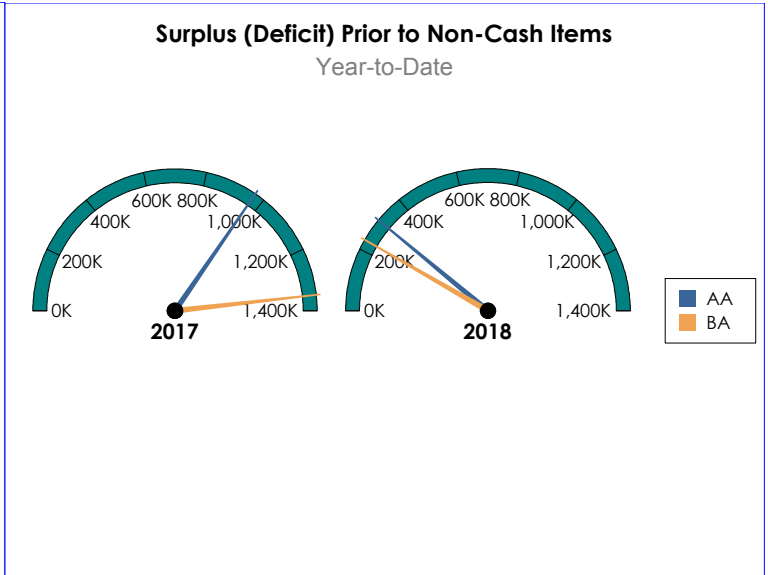 Surplus (Deficit) Prior to Non-Cash Items
Year-to-Date
600K 800K
400K 1,000K
200K 1,200K
0K 1,400K
2017
600K 800K
400K 1,000K
200K 1,200K
0K 1,400K
2018
AA
BA